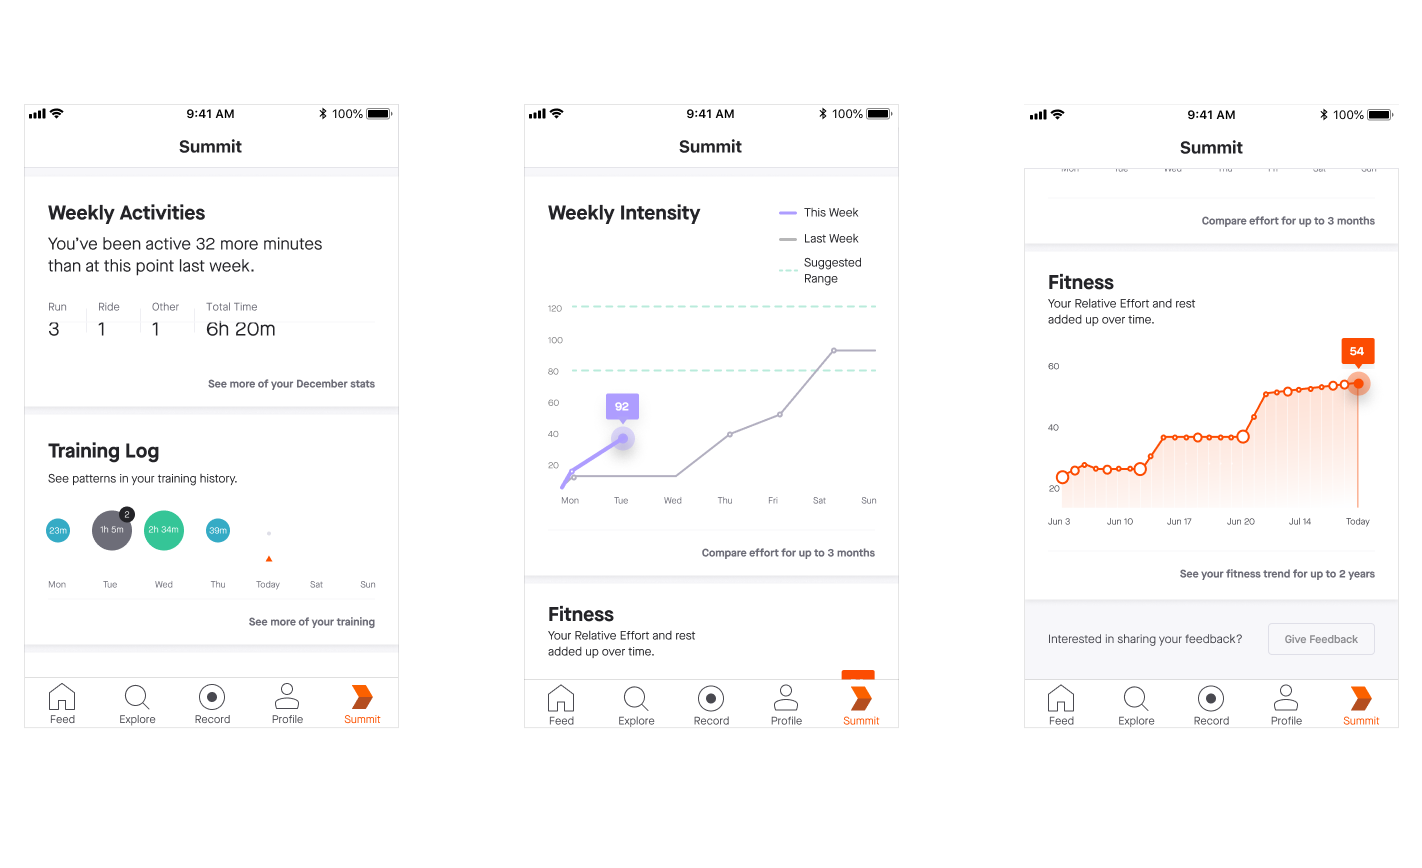 9:41 AM
100%
Summit
Weekly Activities
You've been active 32 more minutes
than at this point last week.
Run
Ride
Other
Total Time
3
1
1
6h 20m
See more of your December stats
Training Log
See patterns in your training history.
23m
1h 5m
2
2h 34m
39m
Mon
Tue
Wed
Thu
Today
Sat
Sun
See more of your training
Feed
Explore
Record
Profile
Summit
9:41 AM
100%
Summit
Weekly Intensity
This Week
Last Week
Suggested
Range
120
100
80
60
40
20
92
Mon
Tue
Wed
Thu
Fri
Sat
Sun
Compare effort for up to 3 months
Fitness
Your Relative Effort and rest
added up over time.
Feed
Explore
Record
Profile
Summit
9:41 AM
100%
Summit
Mon
Tue
Wed
Thu
Fri
Sat
Sun
Compare effort for up to 3 months
Fitness
Your Relative Effort and rest
added up over time.
54
60
40
20
Jun 3
Jun 10
Jun 17
Jun 20
Jul 14
Today
See your fitness trend for up to 2 years
Interested in sharing your feedback?
Give Feedback
Feed
Explore
Record
Profile
Summit